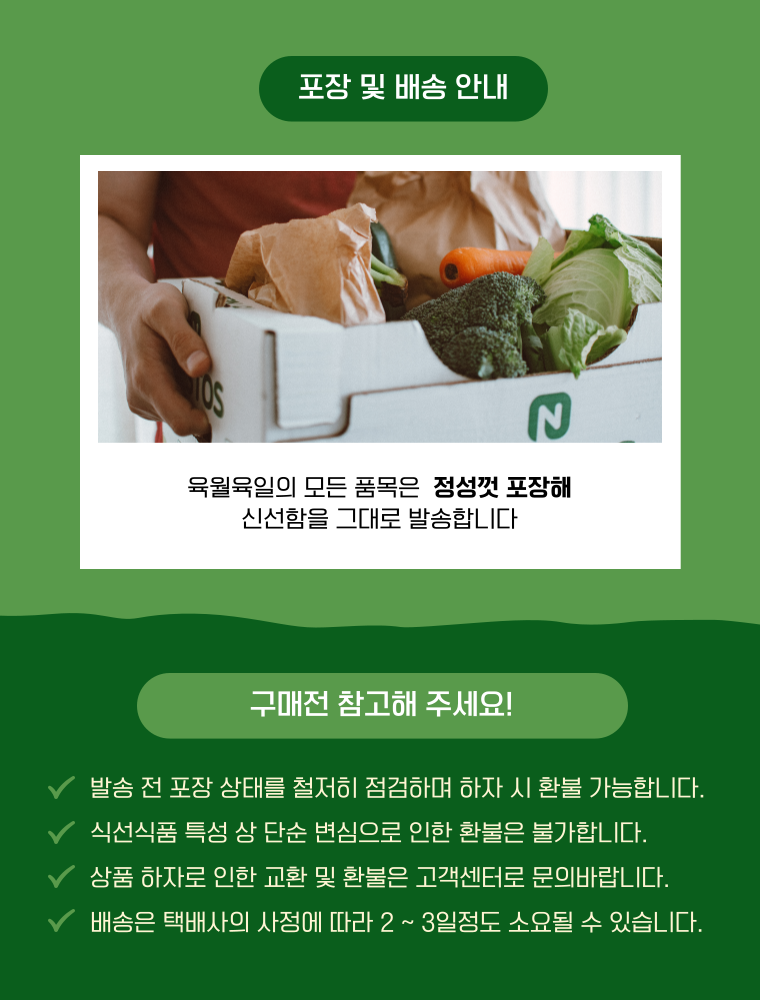 포장 및 배송 안내
OS
N
육월육일의 모든 품목은 정성껏 포장해
신선함을 그대로 발송합니다
구매전 참고해 주세요!
발송 전 포장 상태를 철저히 점검하며 하자 시 환불 가능합니다.
식선식품 특성 상 단순 변심으로 인한 환불은 불가합니다.
상품 하자로 인한 교환 및 환불은 고객센터로 문의바랍니다.
배송은 택배사의 사정에 따라 2 ~ 3일정도 소요될 수 있습니다.